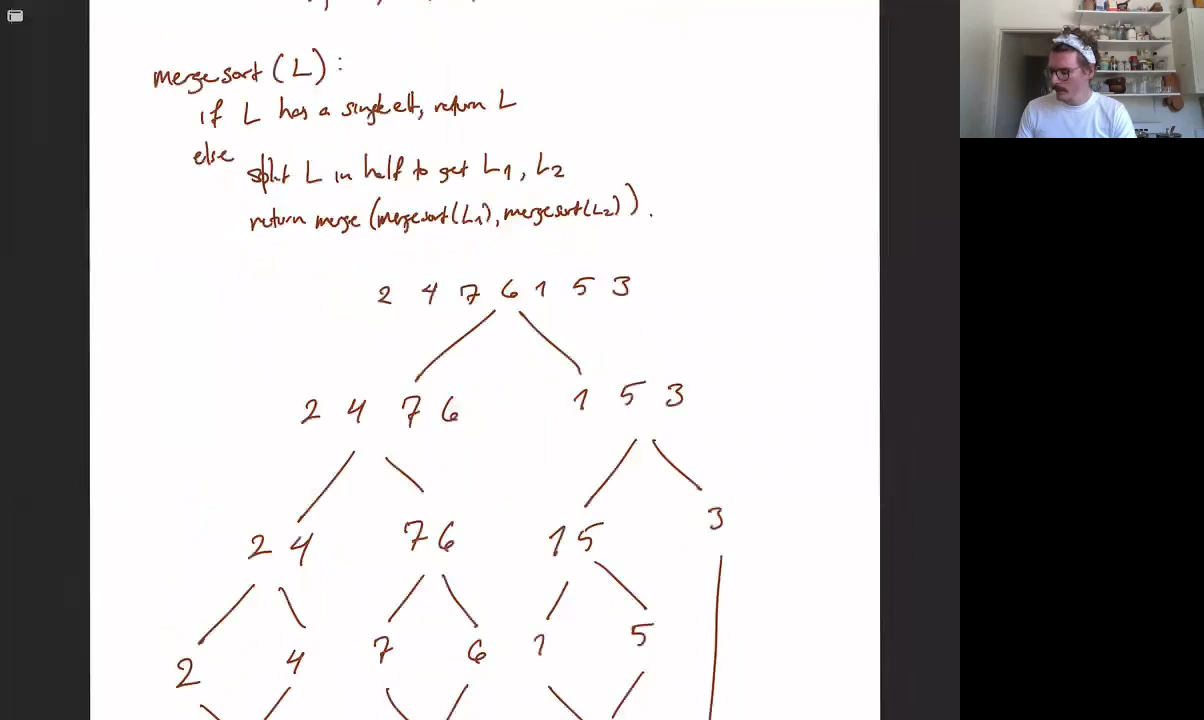 mergesort (L):
if L has a single elt, return L
else
split L in half to get L1, L2
return merge (mergesort(L1), mergesort(L2)).
2 4 7 6 1 5 3
2 4 7 6 1 5 3
2 4 7 6 1 5 3
2 4 7 6 1 5